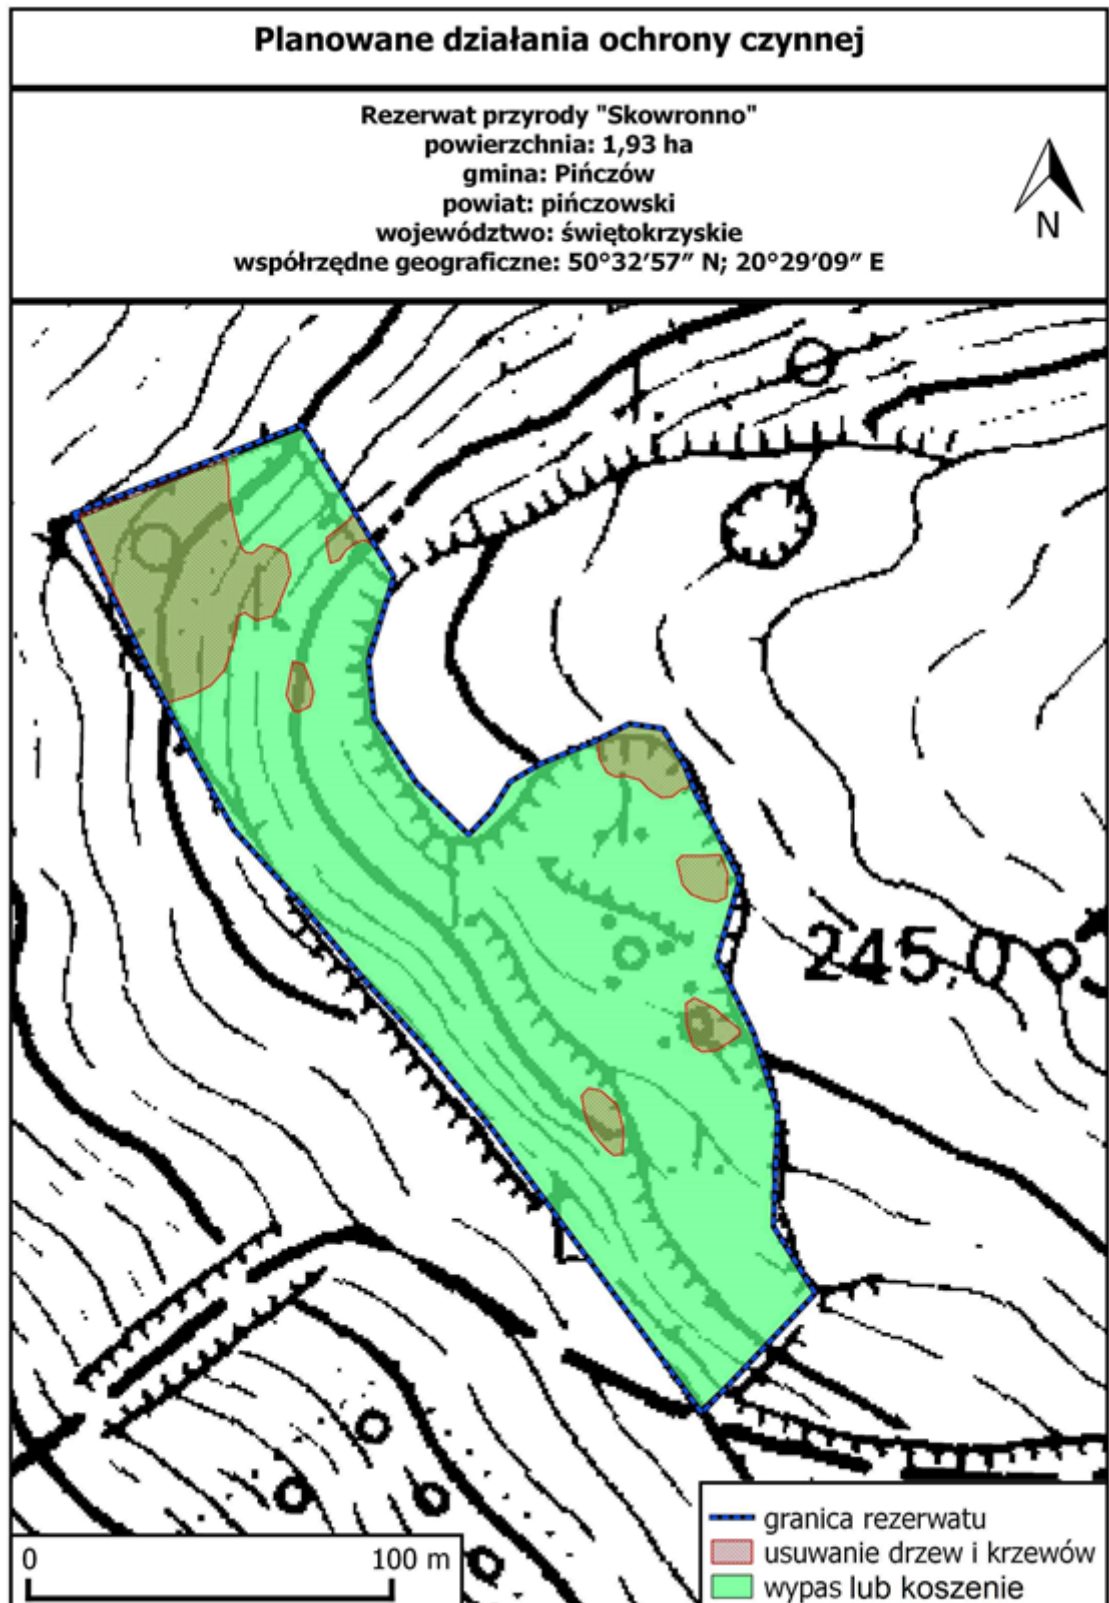 Planowane działania ochrony czynnej
Rezerwat przyrody "Skowronno"
powierzchnia: 1,93 ha
gmina: Pińczów
powiat: pińczowski
województwo: świętokrzyskie
współrzędne geograficzne: 50°32′57″ N; 20°29′09″ E
N
245.0
granica rezerwatu
usuwanie drzew i krzewów
wypas lub koszenie
0 100 m